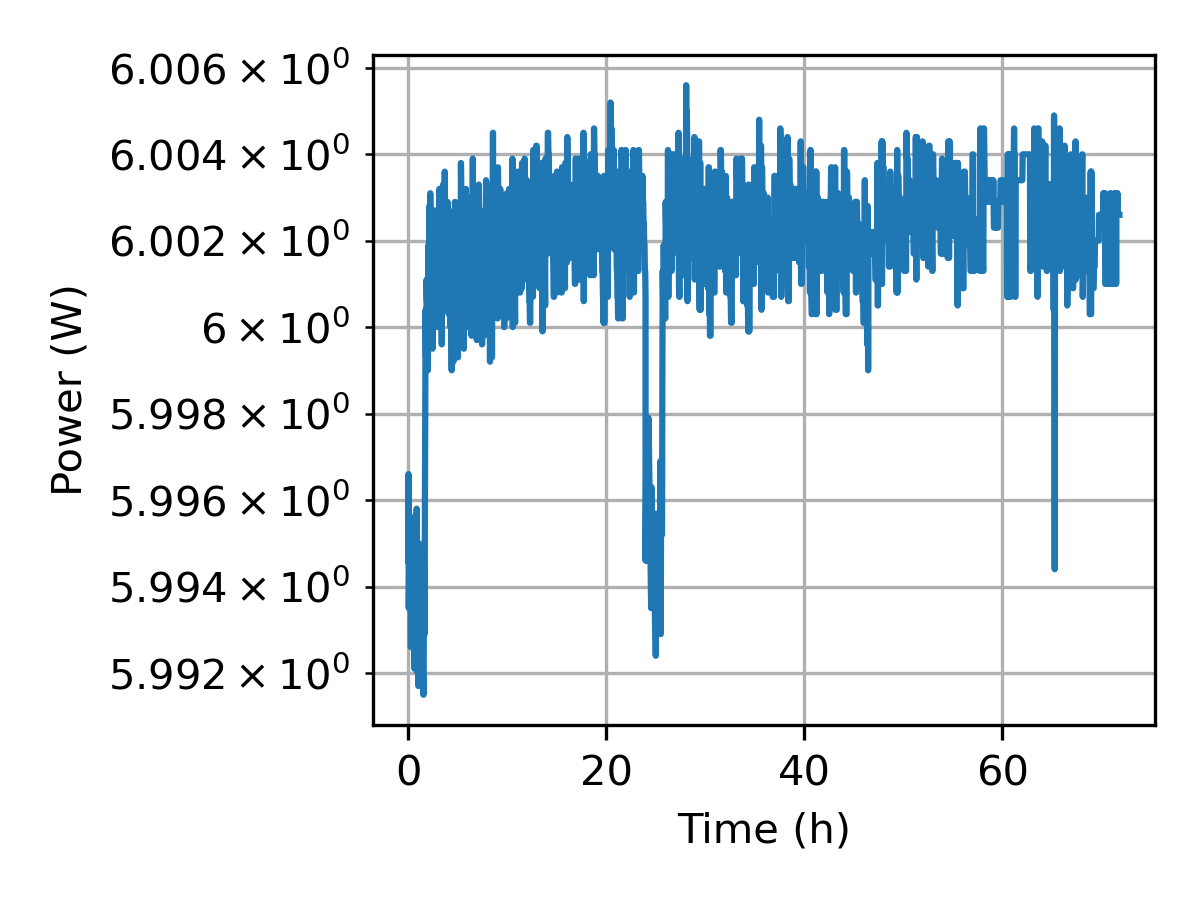 6.006 × 10⁰
6.004 × 10⁰
6.002 × 10⁰
6 × 10⁰
5.998 × 10⁰
5.996 × 10⁰
5.994 × 10⁰
5.992 × 10⁰
Power (W)
0 20 40 60
Time (h)